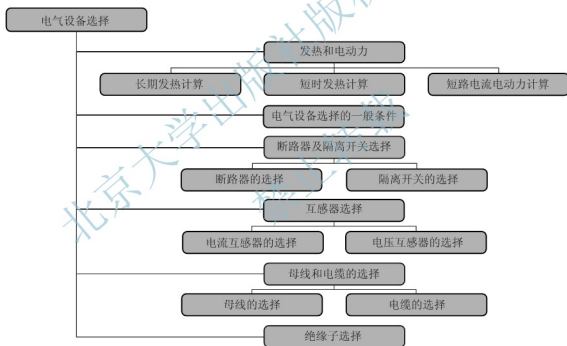 电气设备选择
发热和电动力
长期发热计算 短时发热计算 短路电流电动力计算
电气设备选择的一般条件
断路器及隔离开关选择
断路器的选择 隔离开关的选择
互感器选择
电流互感器的选择 电压互感器的选择
母线和电缆的选择
母线的选择 电缆的选择
绝缘子选择
北京大学出版社版权